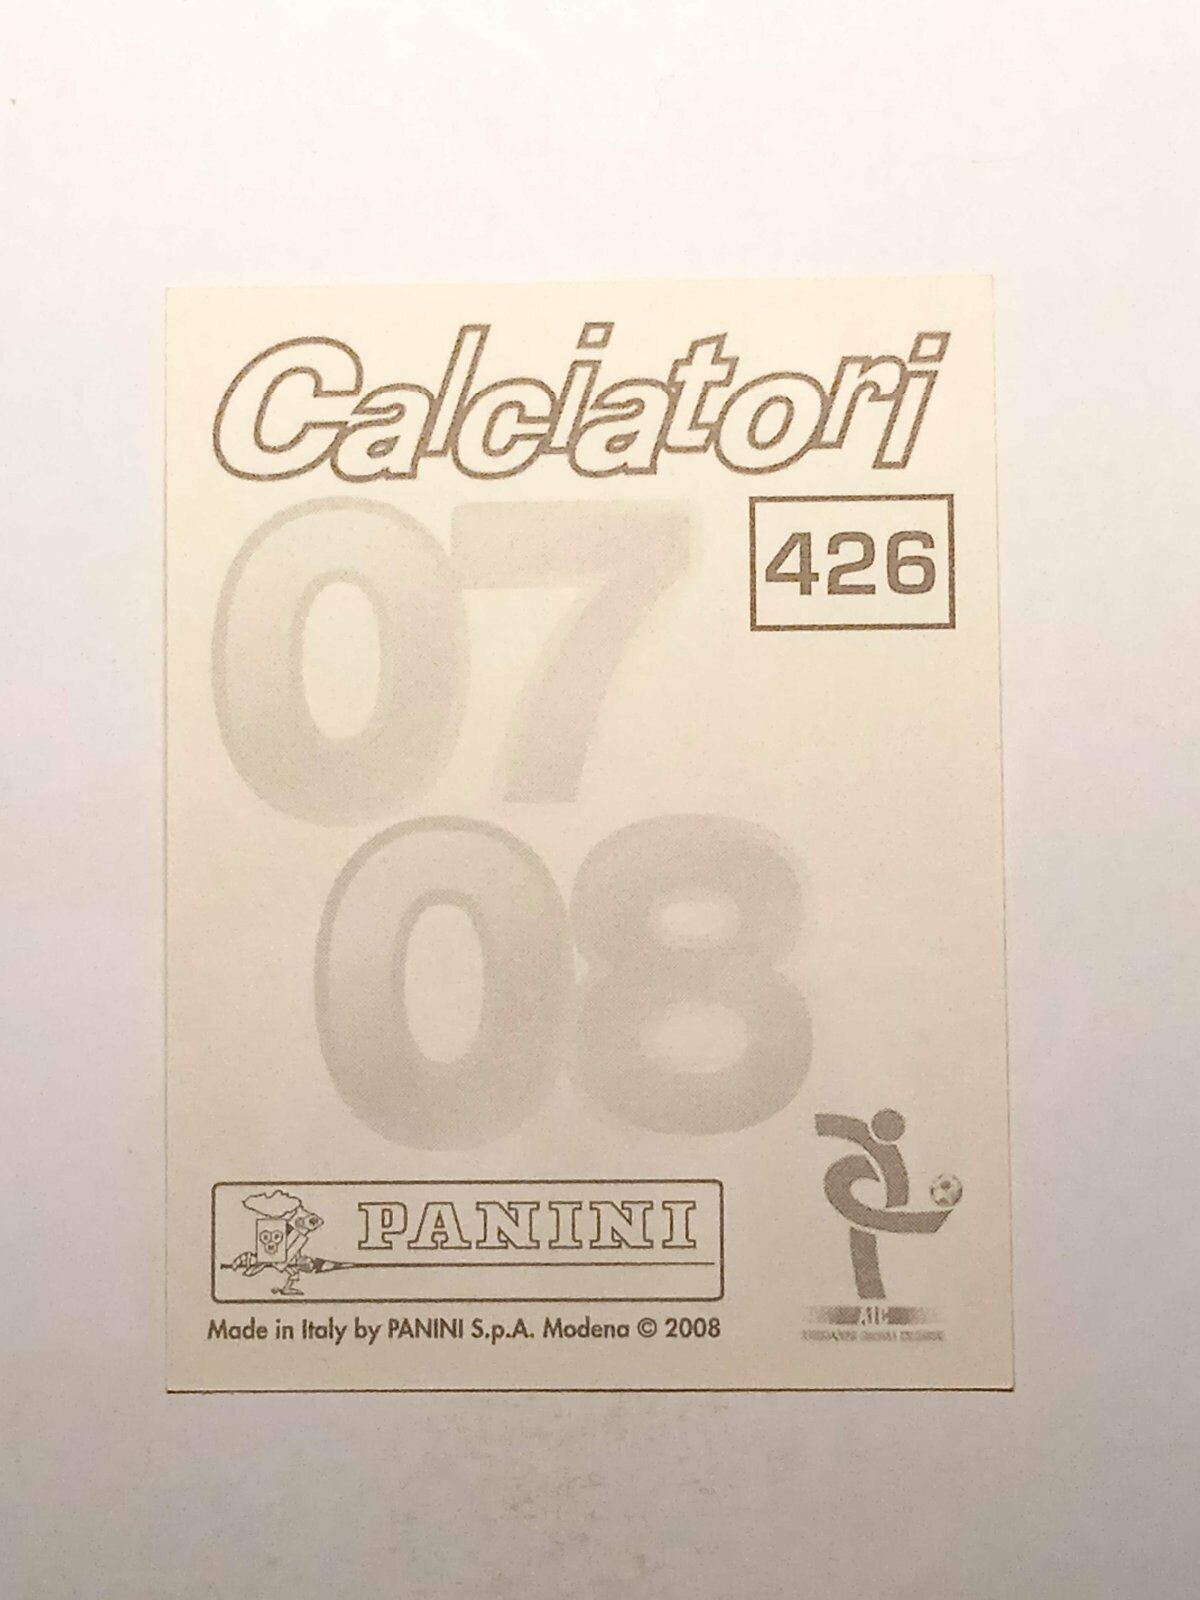 Calciatori
07
426
08
PANINI
Made in Italy by PANINI S.p.A. Modena © 2008